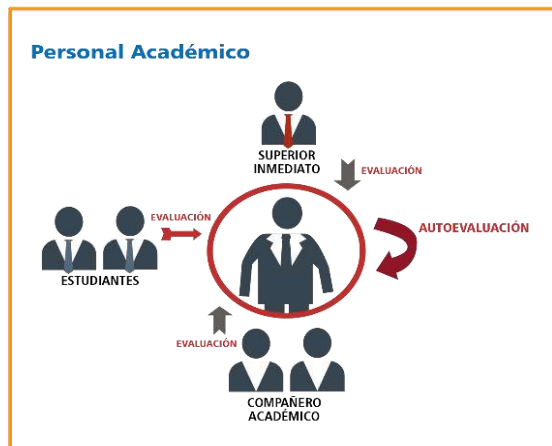 Personal Académico
SUPERIOR
INMEDIATO
EVALUACIÓN
EVALUACIÓN
AUTOEVALUACIÓN
ESTUDIANTES
EVALUACIÓN
COMPAÑERO
ACADÉMICO